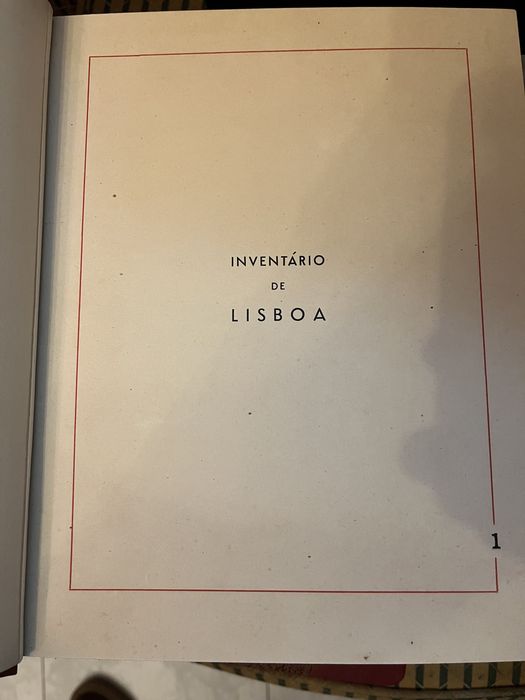 INVENTÁRIO
DE
LISBOA
1